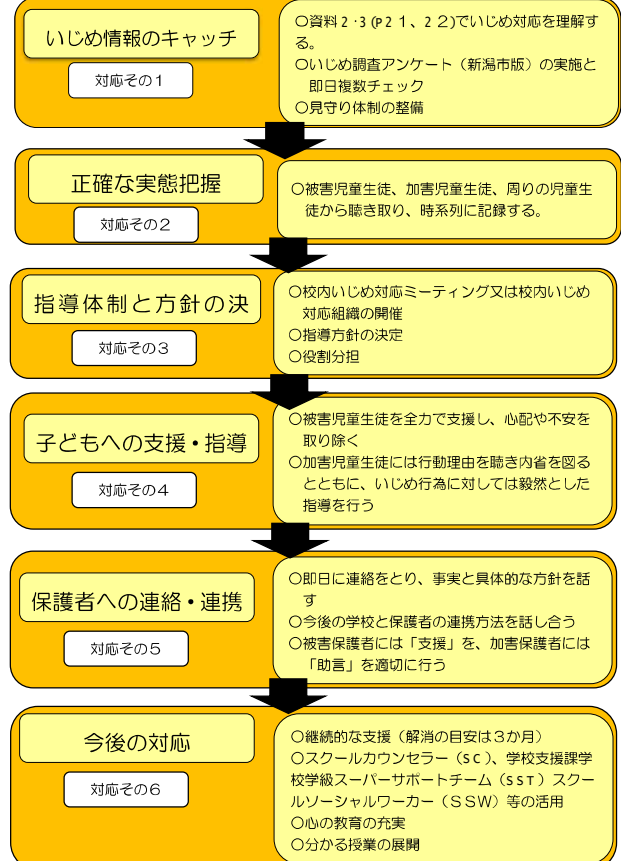 いじめ情報のキャッチ
対応その１
○資料２･３(P２１、２２)でいじめ対応を理解す
る。
○いじめ調査アンケート（新潟市版）の実施と
即日複数チェック
○見守り体制の整備
正確な実態把握
対応その２
○被害児童生徒、加害児童生徒、周りの児童生
徒から聴き取り、時系列に記録する。
指導体制と方針の決
対応その３
○校内いじめ対応ミーティング又は校内いじめ
対応組織の開催
○指導方針の決定
○役割分担
子どもへの支援・指導
対応その４
○被害児童生徒を全力で支援し、心配や不安を
取り除く
○加害児童生徒には行動理由を聴き内省を図る
とともに、いじめ行為に対しては毅然とした
指導を行う
保護者への連絡・連携
対応その５
○即日に連絡をとり、事実と具体的な方針を話
す
○今後の学校と保護者の連携方法を話し合う
○被害保護者には「支援」を、加害保護者には
「助言」を適切に行う
今後の対応
対応その６
○継続的な支援（解消の目安は３か月）
○スクールカウンセラー（SC）、学校支援課学
校学級スーパーサポートチーム（SST）スクー
ルソーシャルワーカー（ＳＳＷ）等の活用
○心の教育の充実
○分かる授業の展開